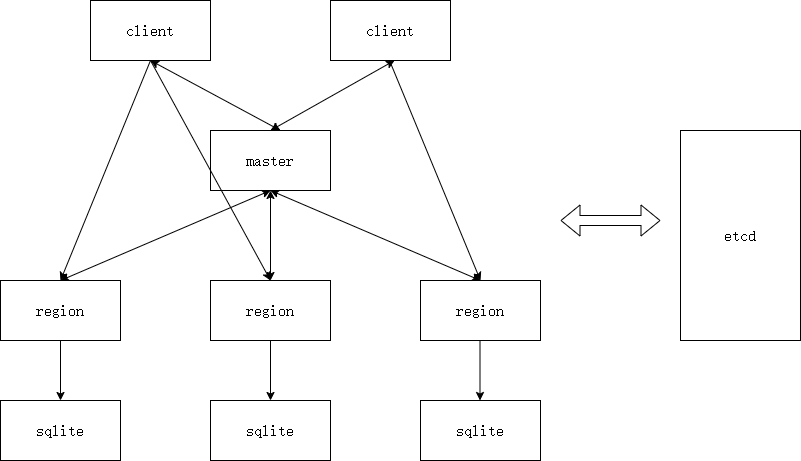 client
client
master
etcd
region
region
region
sqlite
sqlite
sqlite